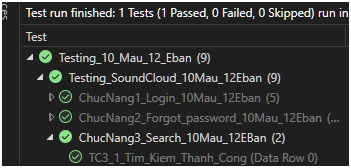 rces
Test run finished: 1 Tests (1 Passed, 0 Failed, 0 Skipped) run in
Test
Testing_10_Mau_12_Eban (9)
Testing_SoundCloud_10Mau_12Eban (9)
ChucNang1_Login_10Mau_12Eban (5)
ChucNang2_Forgot_password_10Mau_12Eban (...
ChucNang3_Search_10Mau_12EBan (2)
TC3_1_Tim_Kiem_Thanh_Cong (Data Row 0)